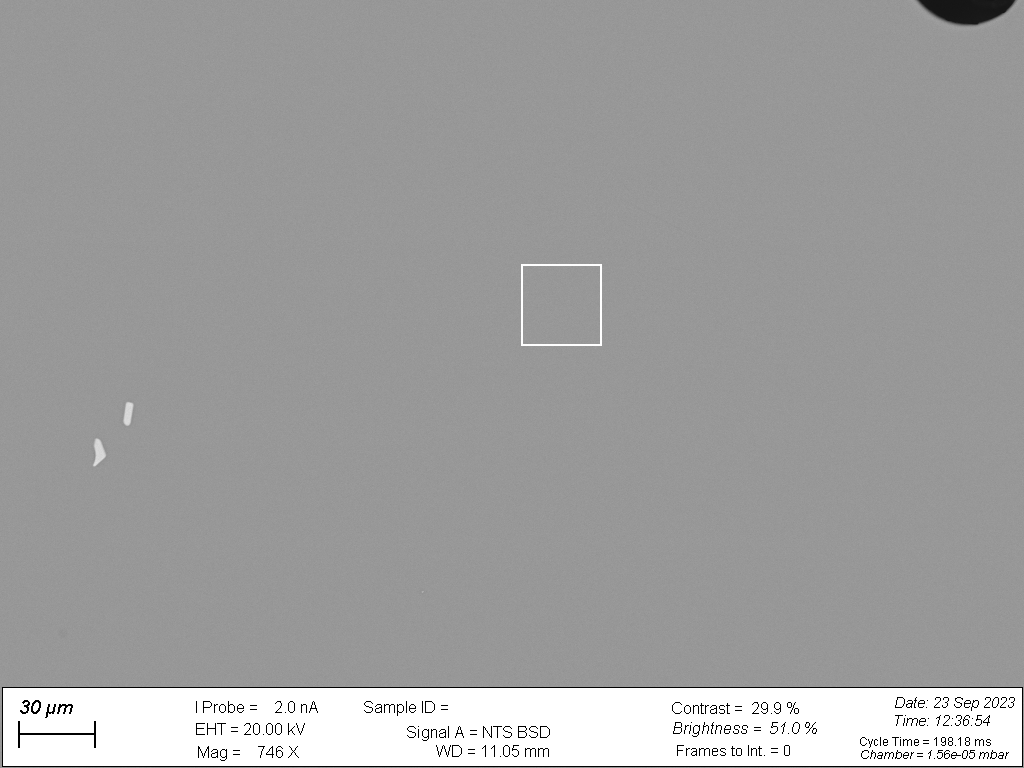 30 µm
I Probe = 2.0 nA
EHT = 20.00 kV
Mag = 746 X
Sample ID =
Signal A = NTS BSD
WD = 11.05 mm
Contrast = 29.9 %
Brightness = 51.0 %
Frames to Int. = 0
Date: 23 Sep 2023
Time: 12:36:54
Cycle Time = 198.18 ms
Chamber = 1.56e-05 mbar